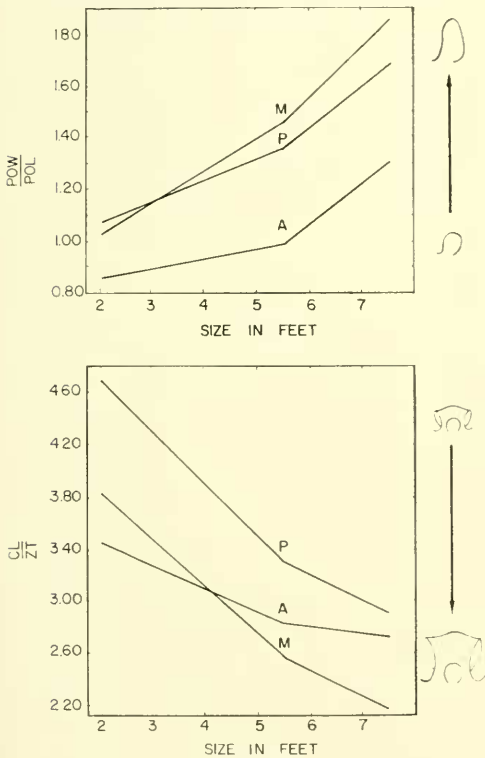 1.80
1.60
M
1.40
P
POW
POL
1.20
A
1.00
0.80
2 3 4 5 6 7
SIZE IN FEET
4.60
4.20
3.80
P
CL
ZT
3.40
A
3.00
M
2.60
2.20
2 3 4 5 6 7
SIZE IN FEET